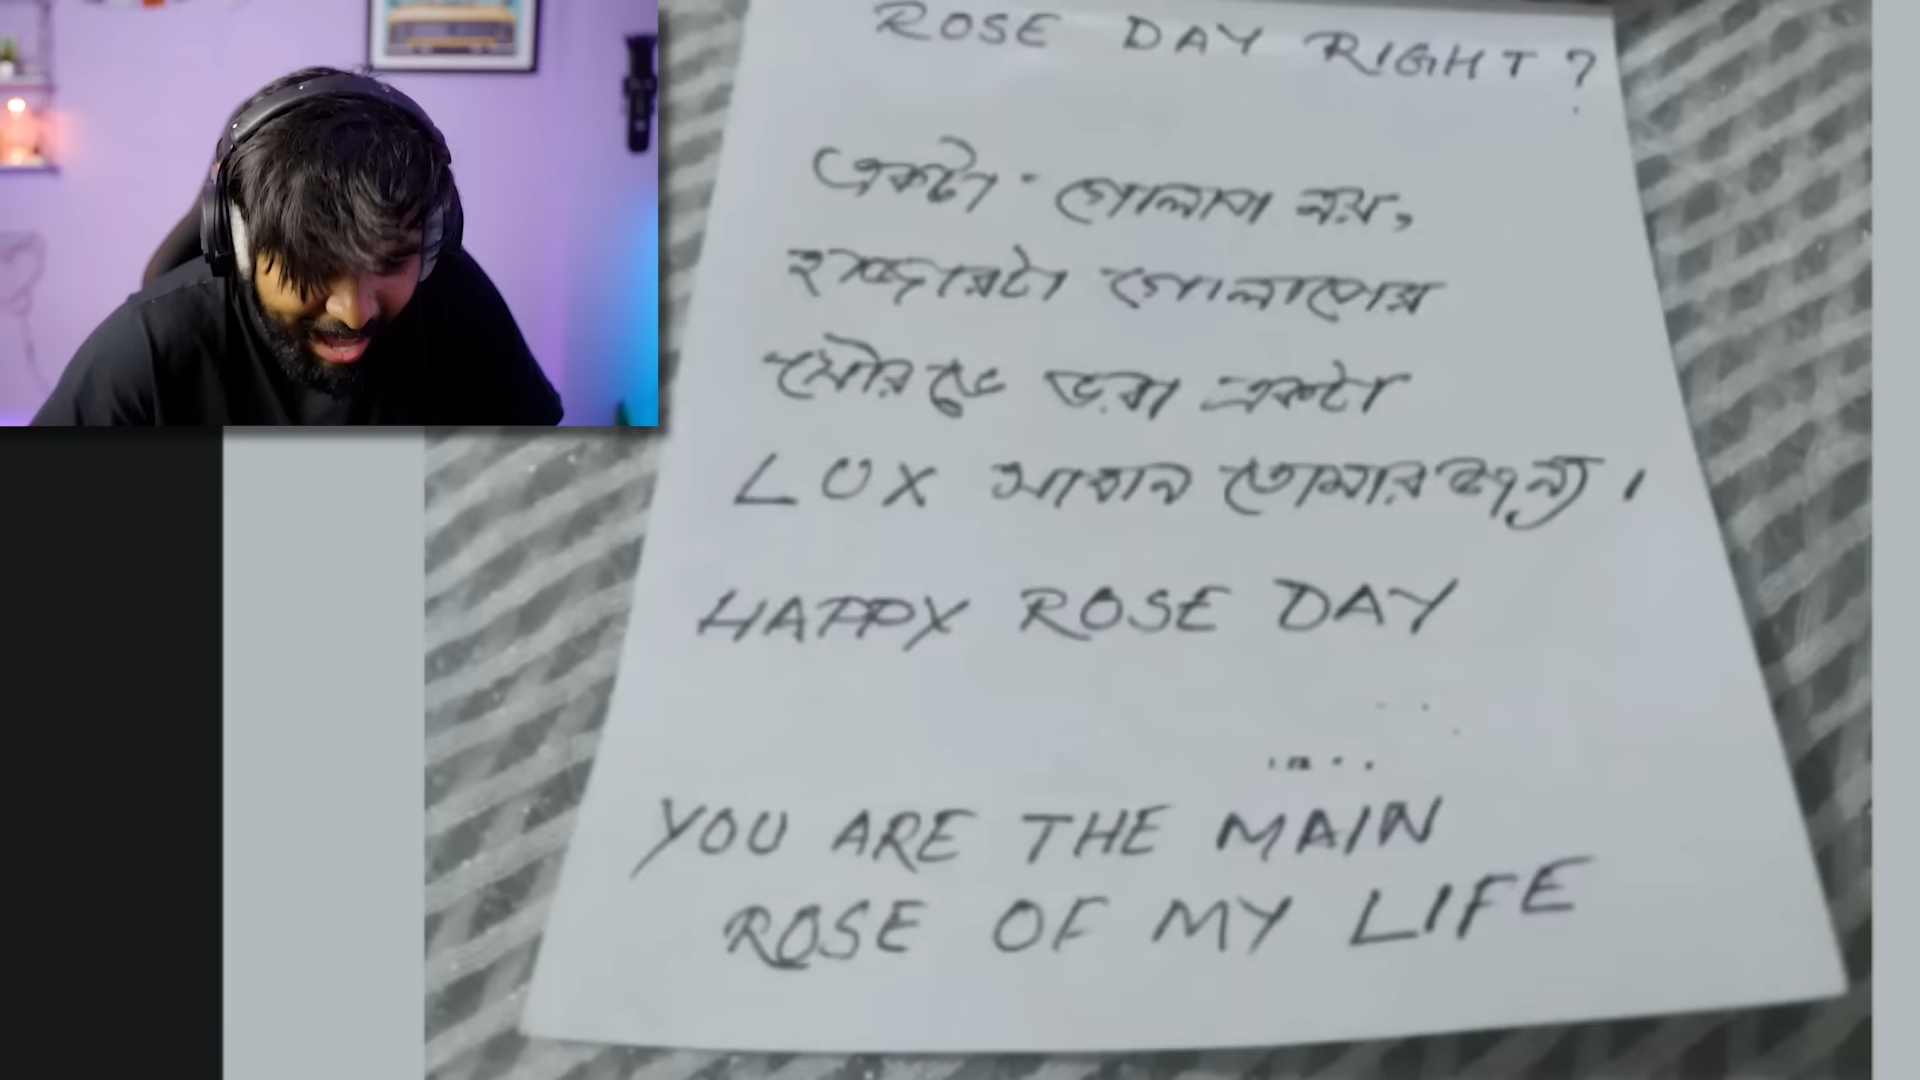 ROSE DAY RIGHT?
একটা গোলাপ নয়,
হাজারটা গোলাপের
সৌরভে ভরা একটা
LUX সাবান তোমার জন্য।
HAPPY ROSE DAY
YOU ARE THE MAIN
ROSE OF MY LIFE